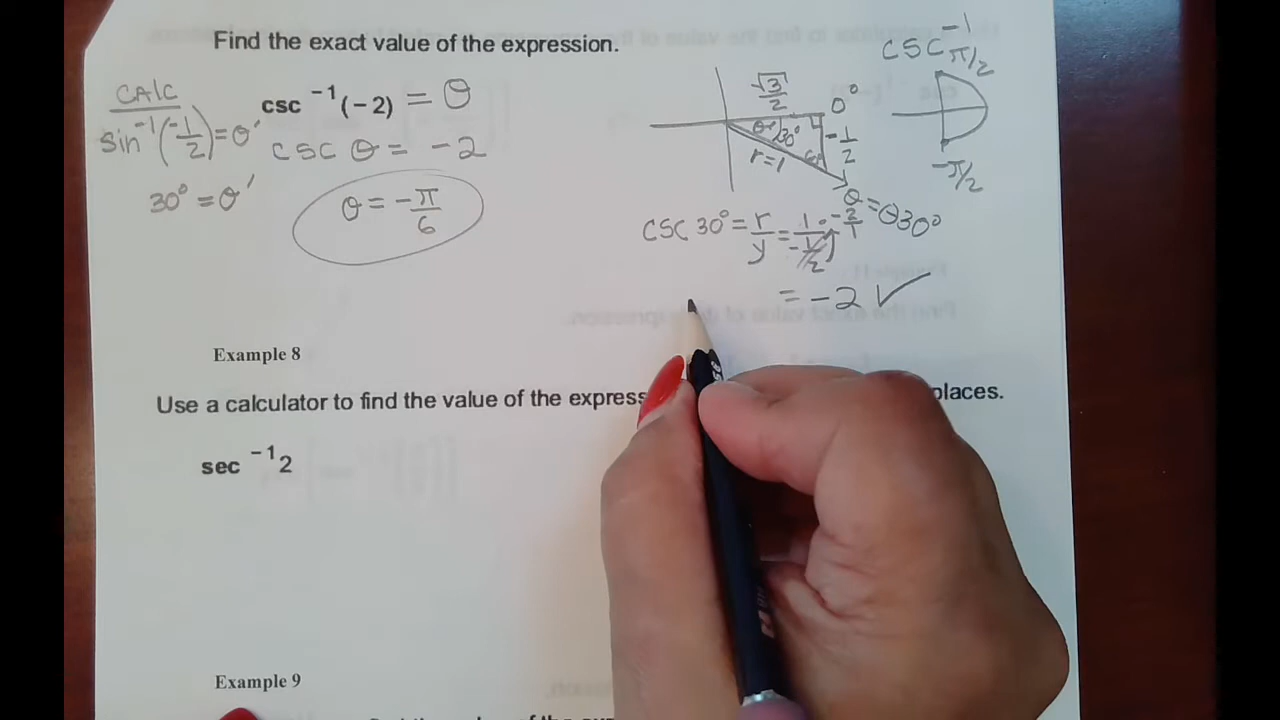 Find the exact value of the expression.
CALC
sin⁻¹(-1/2) = θ'
30° = θ'
csc ⁻¹(−2) = θ
csc θ = -2
θ = -π/6
√3/2
0°
θ' 30°
-1/2
r=1
csc⁻¹
π/2
-π/2
csc 30° = r/y = 1/(-1/2) · -2/1
= -2 ✓
Example 8
Use a calculator to find the value of the express
places.
sec ⁻¹2
Example 9